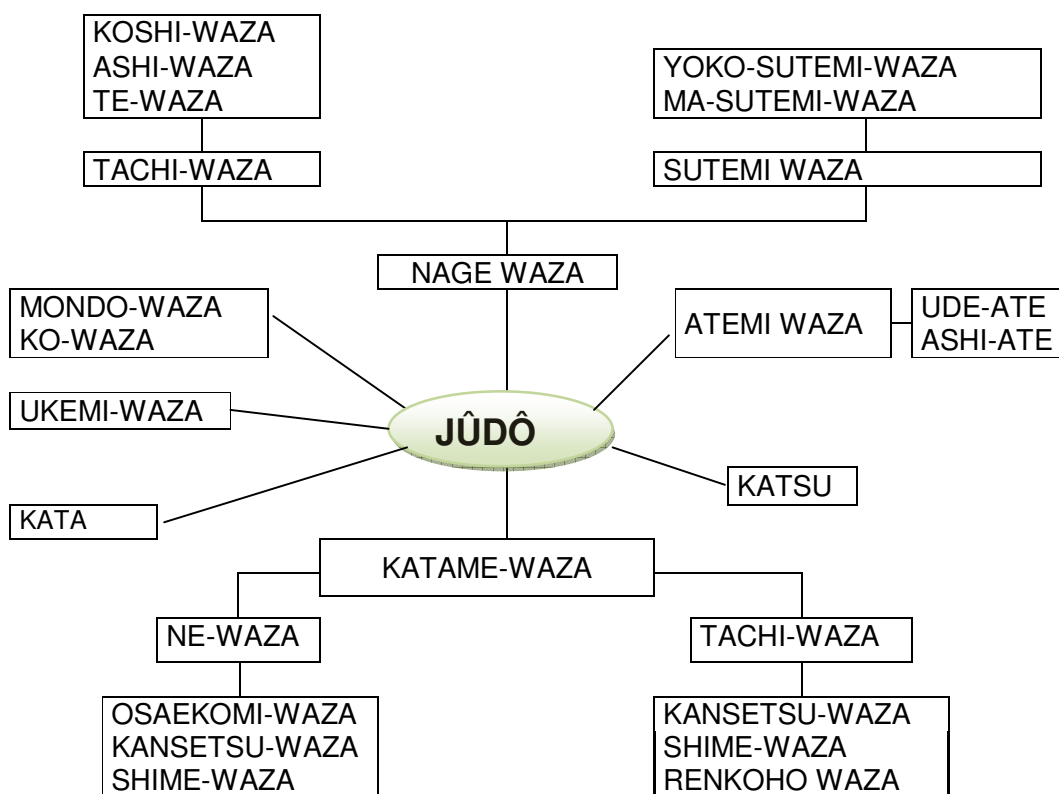 KOSHI-WAZA
ASHI-WAZA
TE-WAZA
YOKO-SUTEMI-WAZA
MA-SUTEMI-WAZA
TACHI-WAZA
SUTEMI WAZA
NAGE WAZA
MONDO-WAZA
KO-WAZA
ATEMI WAZA
UDE-ATE
ASHI-ATE
UKEMI-WAZA
JÛDÔ
KATSU
KATA
KATAME-WAZA
NE-WAZA
TACHI-WAZA
OSAEKOMI-WAZA
KANSETSU-WAZA
SHIME-WAZA
KANSETSU-WAZA
SHIME-WAZA
RENKOHO WAZA